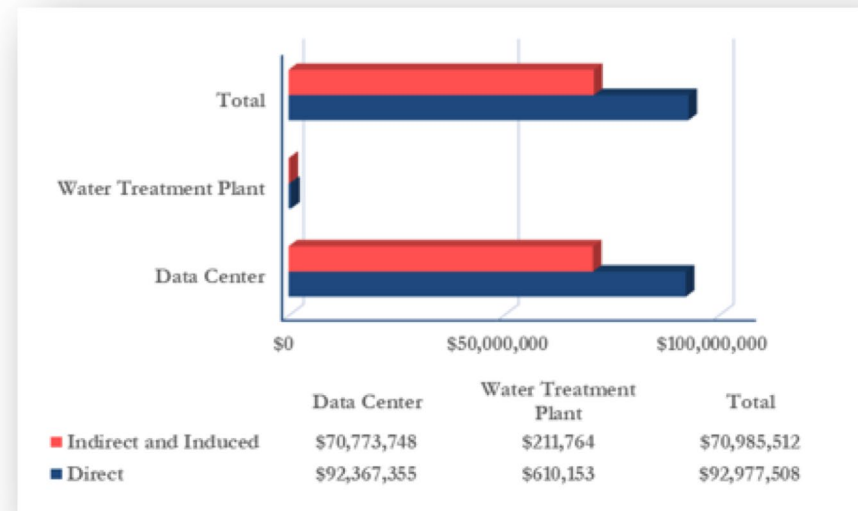 Total
Water Treatment Plant
Data Center
$0 $50,000,000 $100,000,000
Data Center Water Treatment Plant Total
Indirect and Induced $70,773,748 $211,764 $70,985,512
Direct $92,367,355 $610,153 $92,977,508